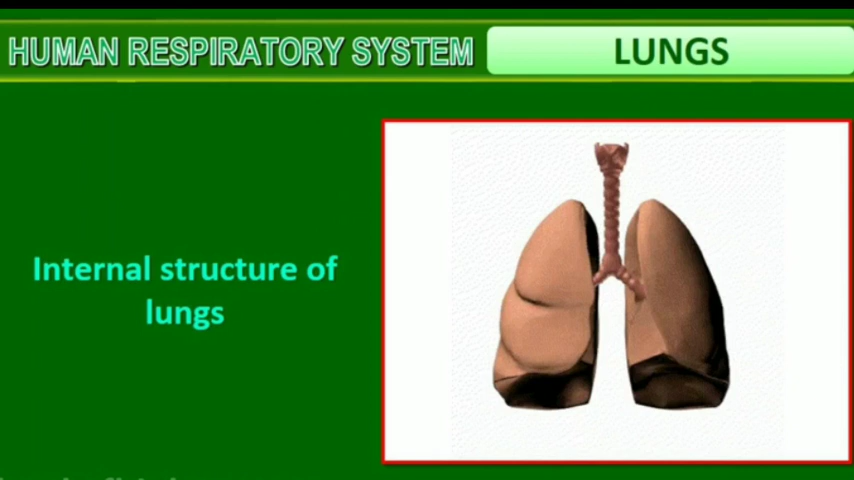 HUMAN RESPIRATORY SYSTEM
LUNGS
Internal structure of
lungs